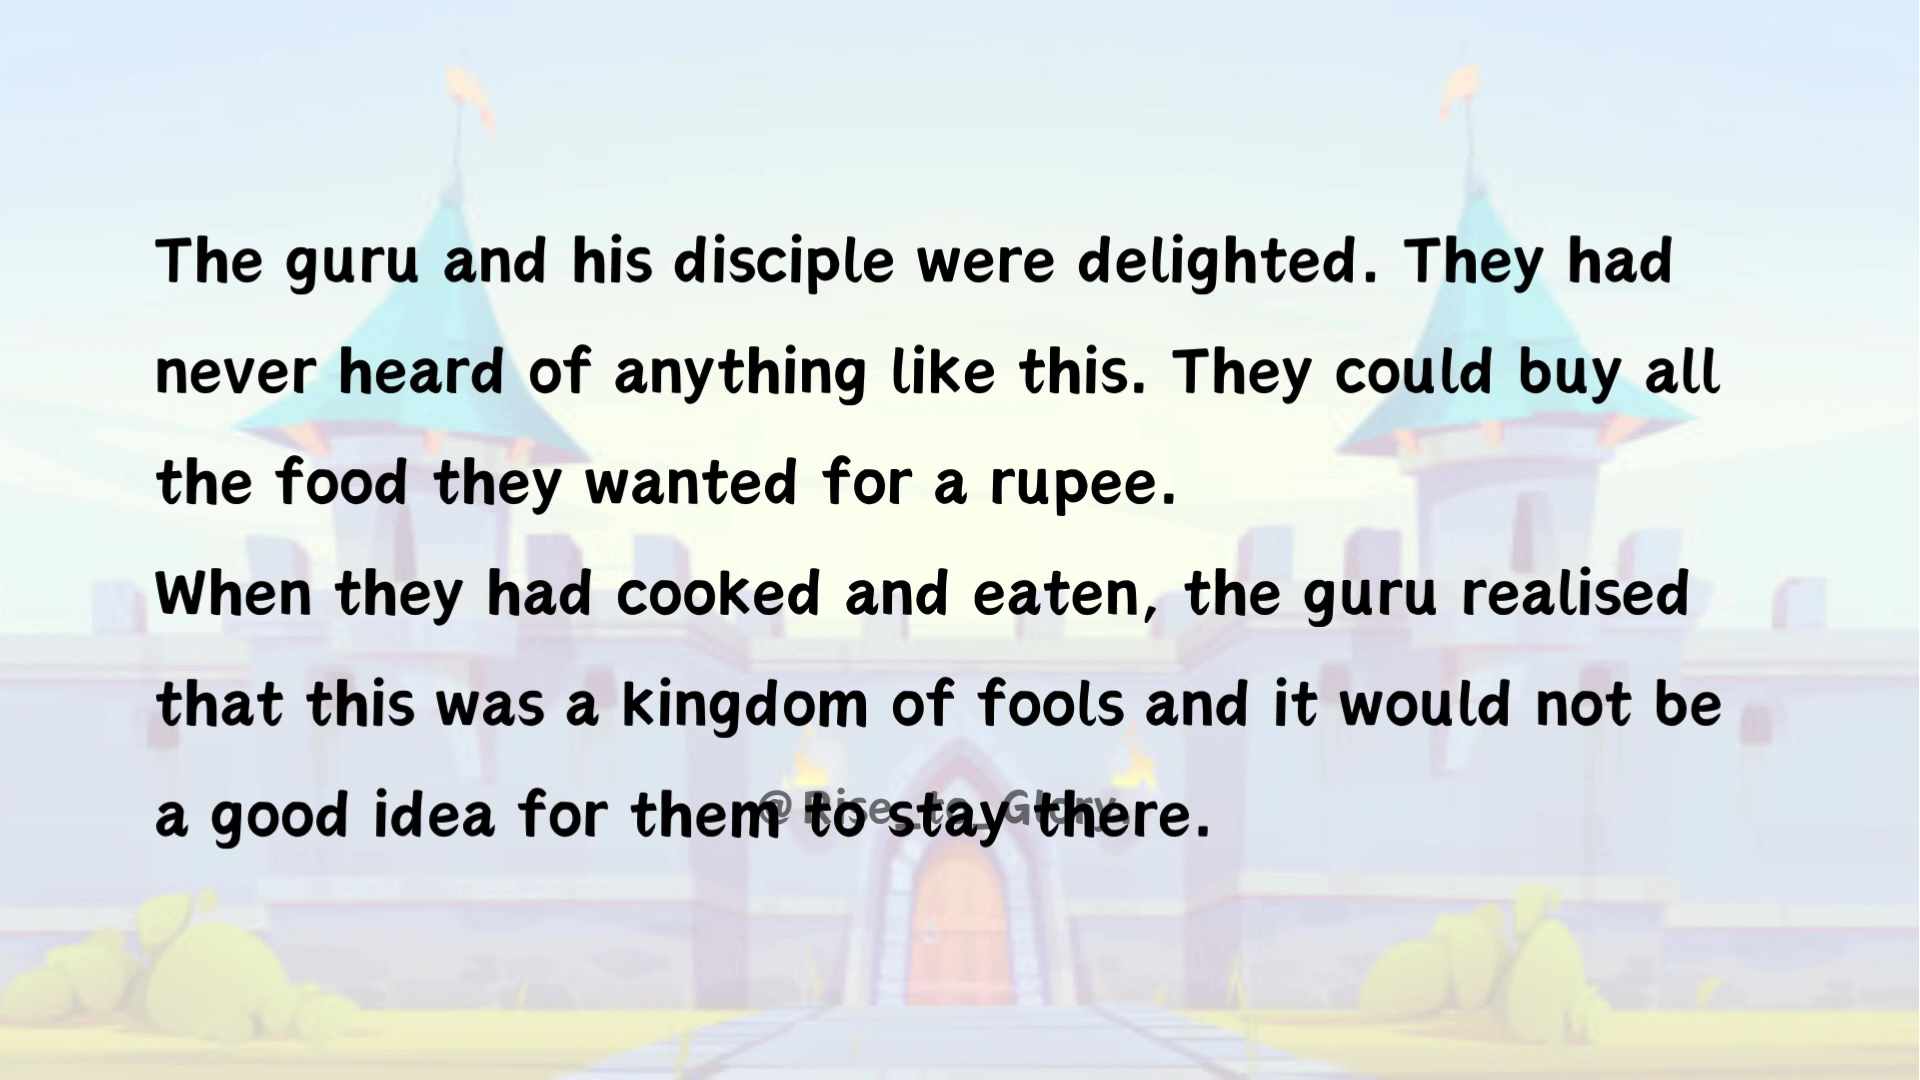 The guru and his disciple were delighted. They had
never heard of anything like this. They could buy all
the food they wanted for a rupee.
When they had cooked and eaten, the guru realised
that this was a kingdom of fools and it would not be
a good idea for them to stay there.
@Rise_to_Glory